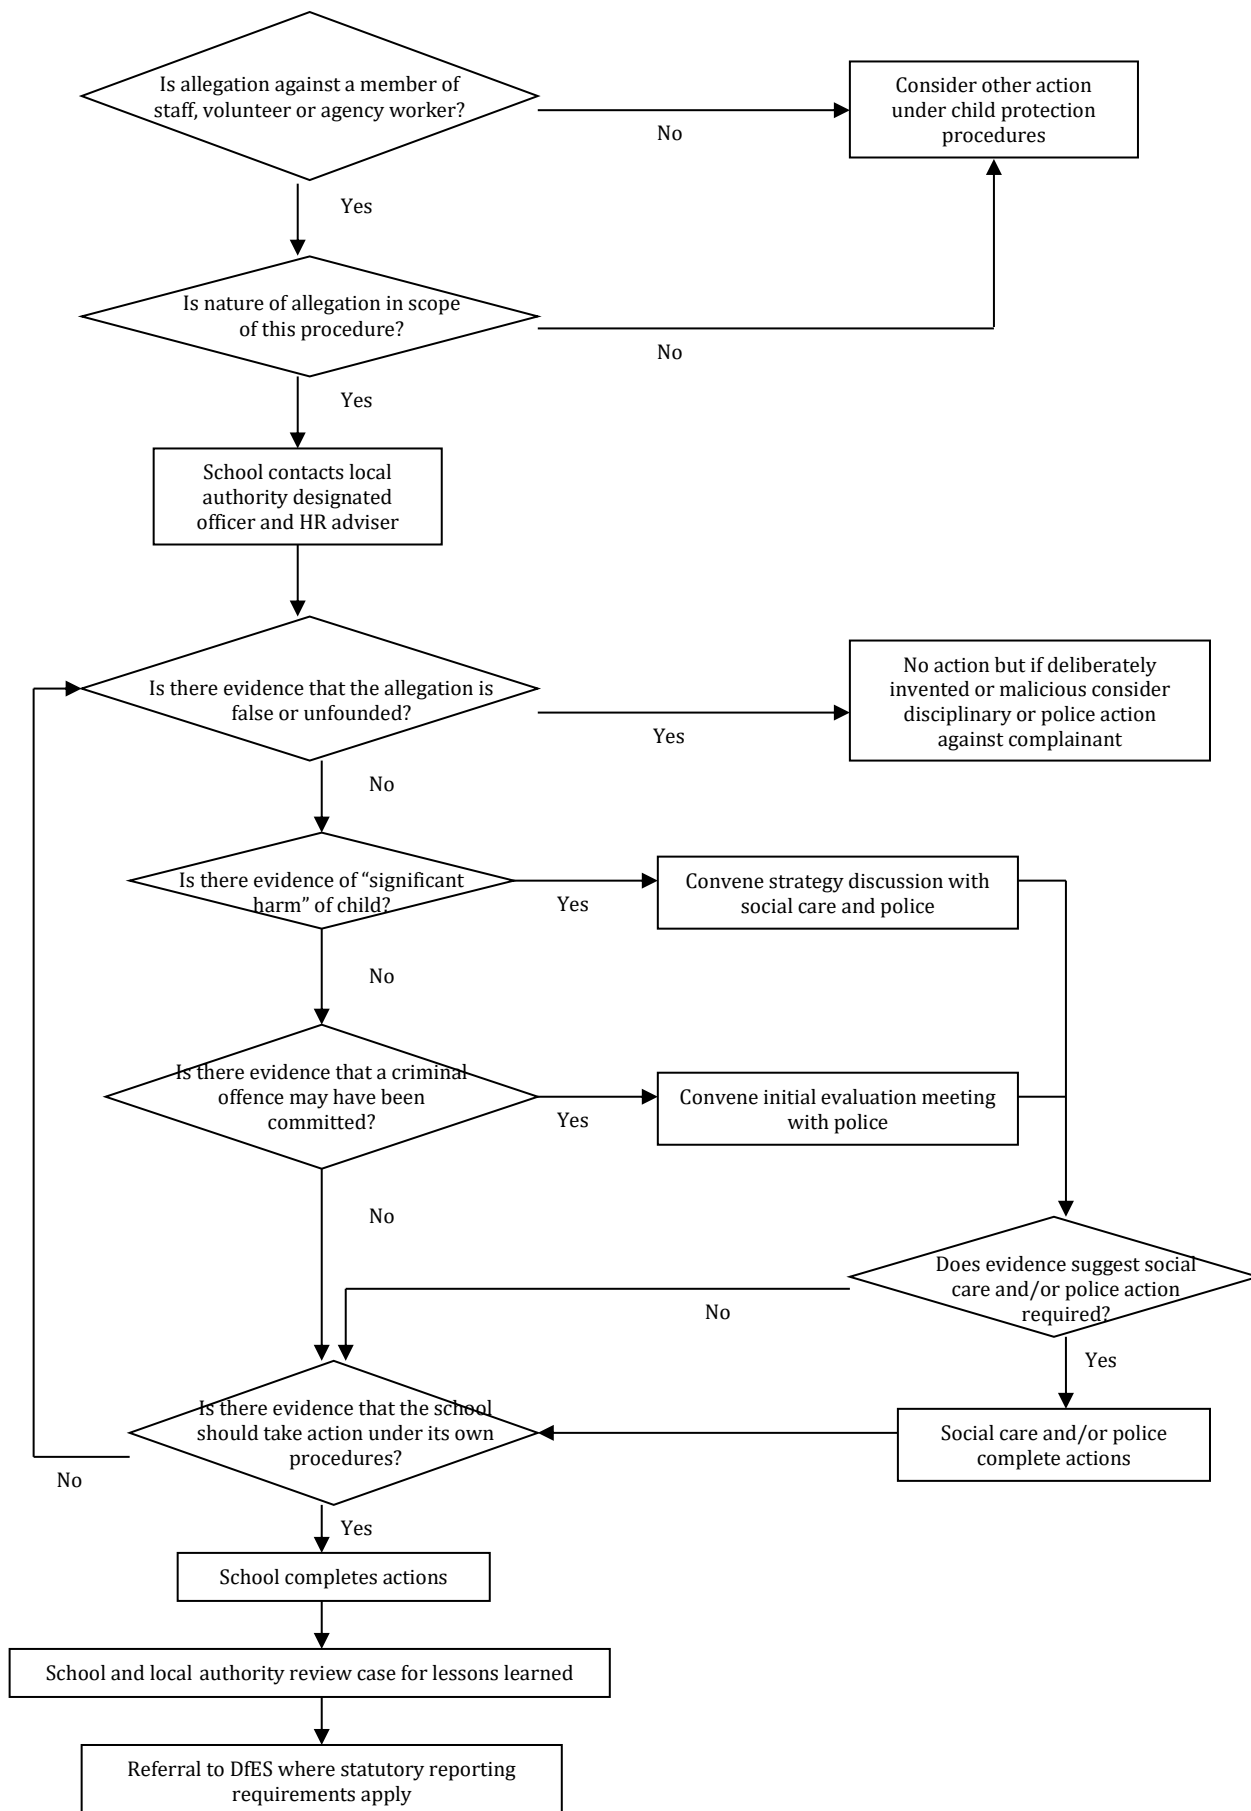 Is allegation against a member of
staff, volunteer or agency worker?
Consider other action
under child protection
procedures
No
Yes
Is nature of allegation in scope
of this procedure?
No
Yes
School contacts local
authority designated
officer and HR adviser
Is there evidence that the allegation is
false or unfounded?
No action but if deliberately
invented or malicious consider
disciplinary or police action
against complainant
Yes
No
Is there evidence of “significant
harm” of child?
Yes
Convene strategy discussion with
social care and police
No
Is there evidence that a criminal
offence may have been
committed?
Yes
Convene initial evaluation meeting
with police
No
Does evidence suggest social
care and/or police action
required?
No
Yes
Is there evidence that the school
should take action under its own
procedures?
Social care and/or police
complete actions
No
Yes
School completes actions
School and local authority review case for lessons learned
Referral to DfES where statutory reporting
requirements apply